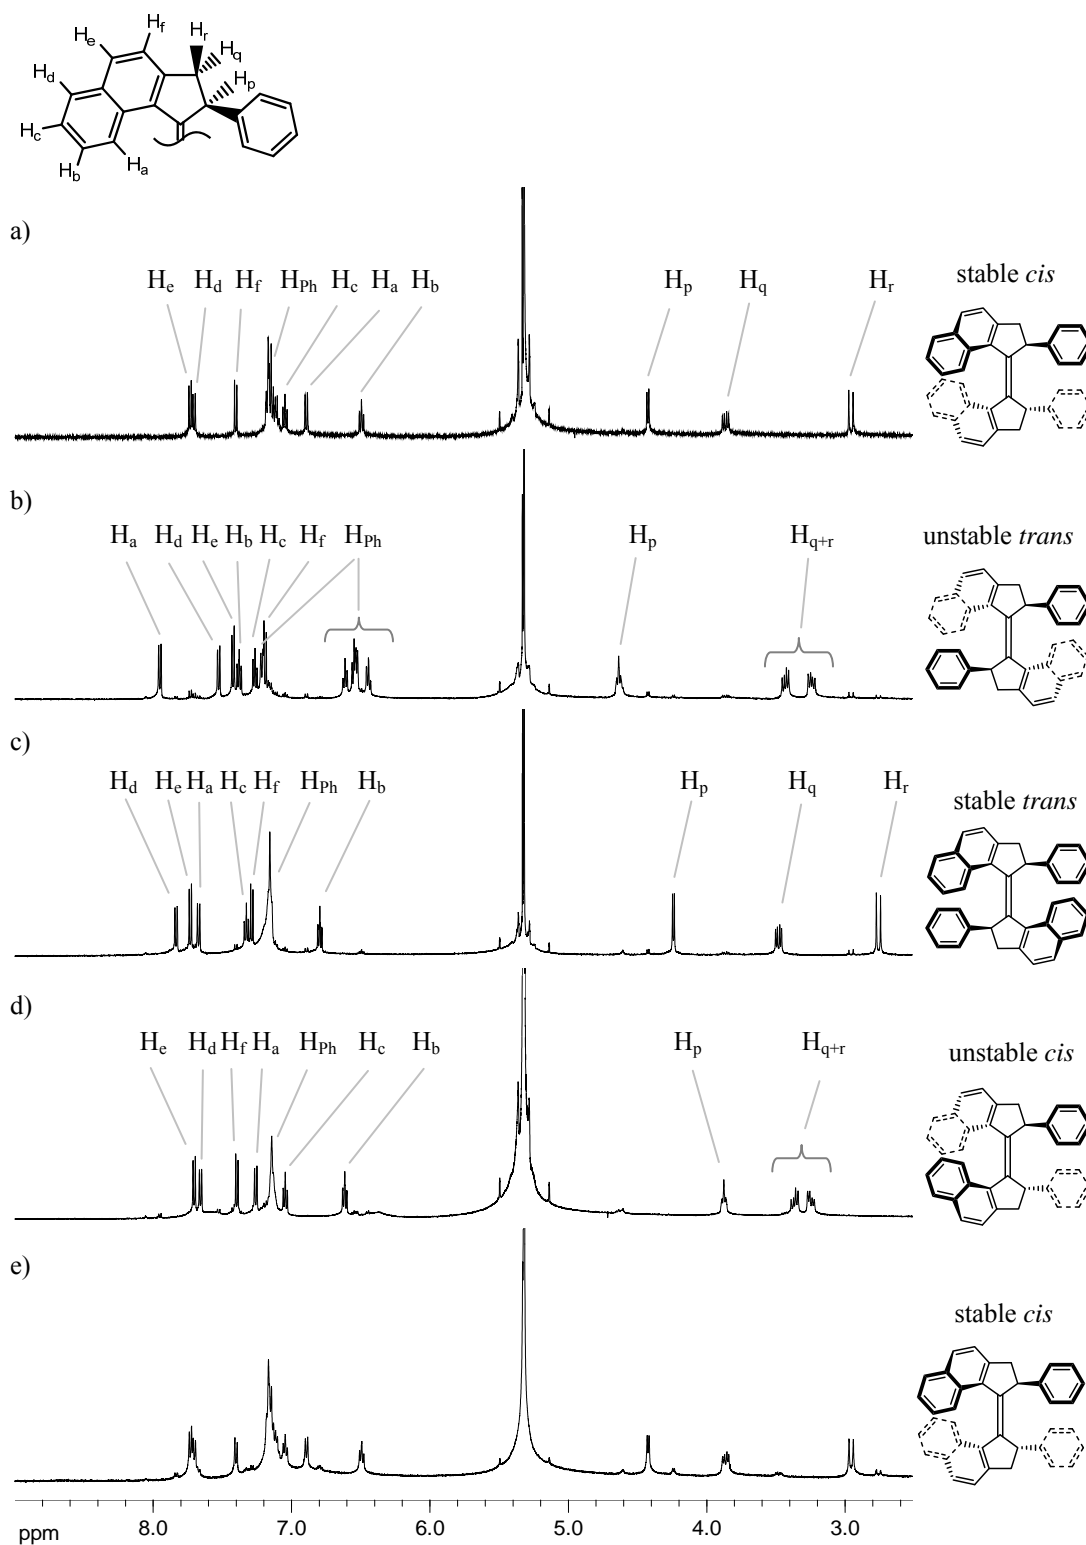 Hf
He
Hr
Hq
Hd
Hp
Hc
Hb
Ha
a)
He Hd Hf HPh Hc Ha Hb Hp Hq Hr
stable cis
b)
Ha Hd He Hb Hc Hf HPh Hp Hq+r
unstable trans
c)
Hd He Ha Hc Hf HPh Hb Hp Hq Hr
stable trans
d)
He Hd Hf Ha HPh Hc Hb Hp Hq+r
unstable cis
e)
stable cis
ppm 8.0 7.0 6.0 5.0 4.0 3.0